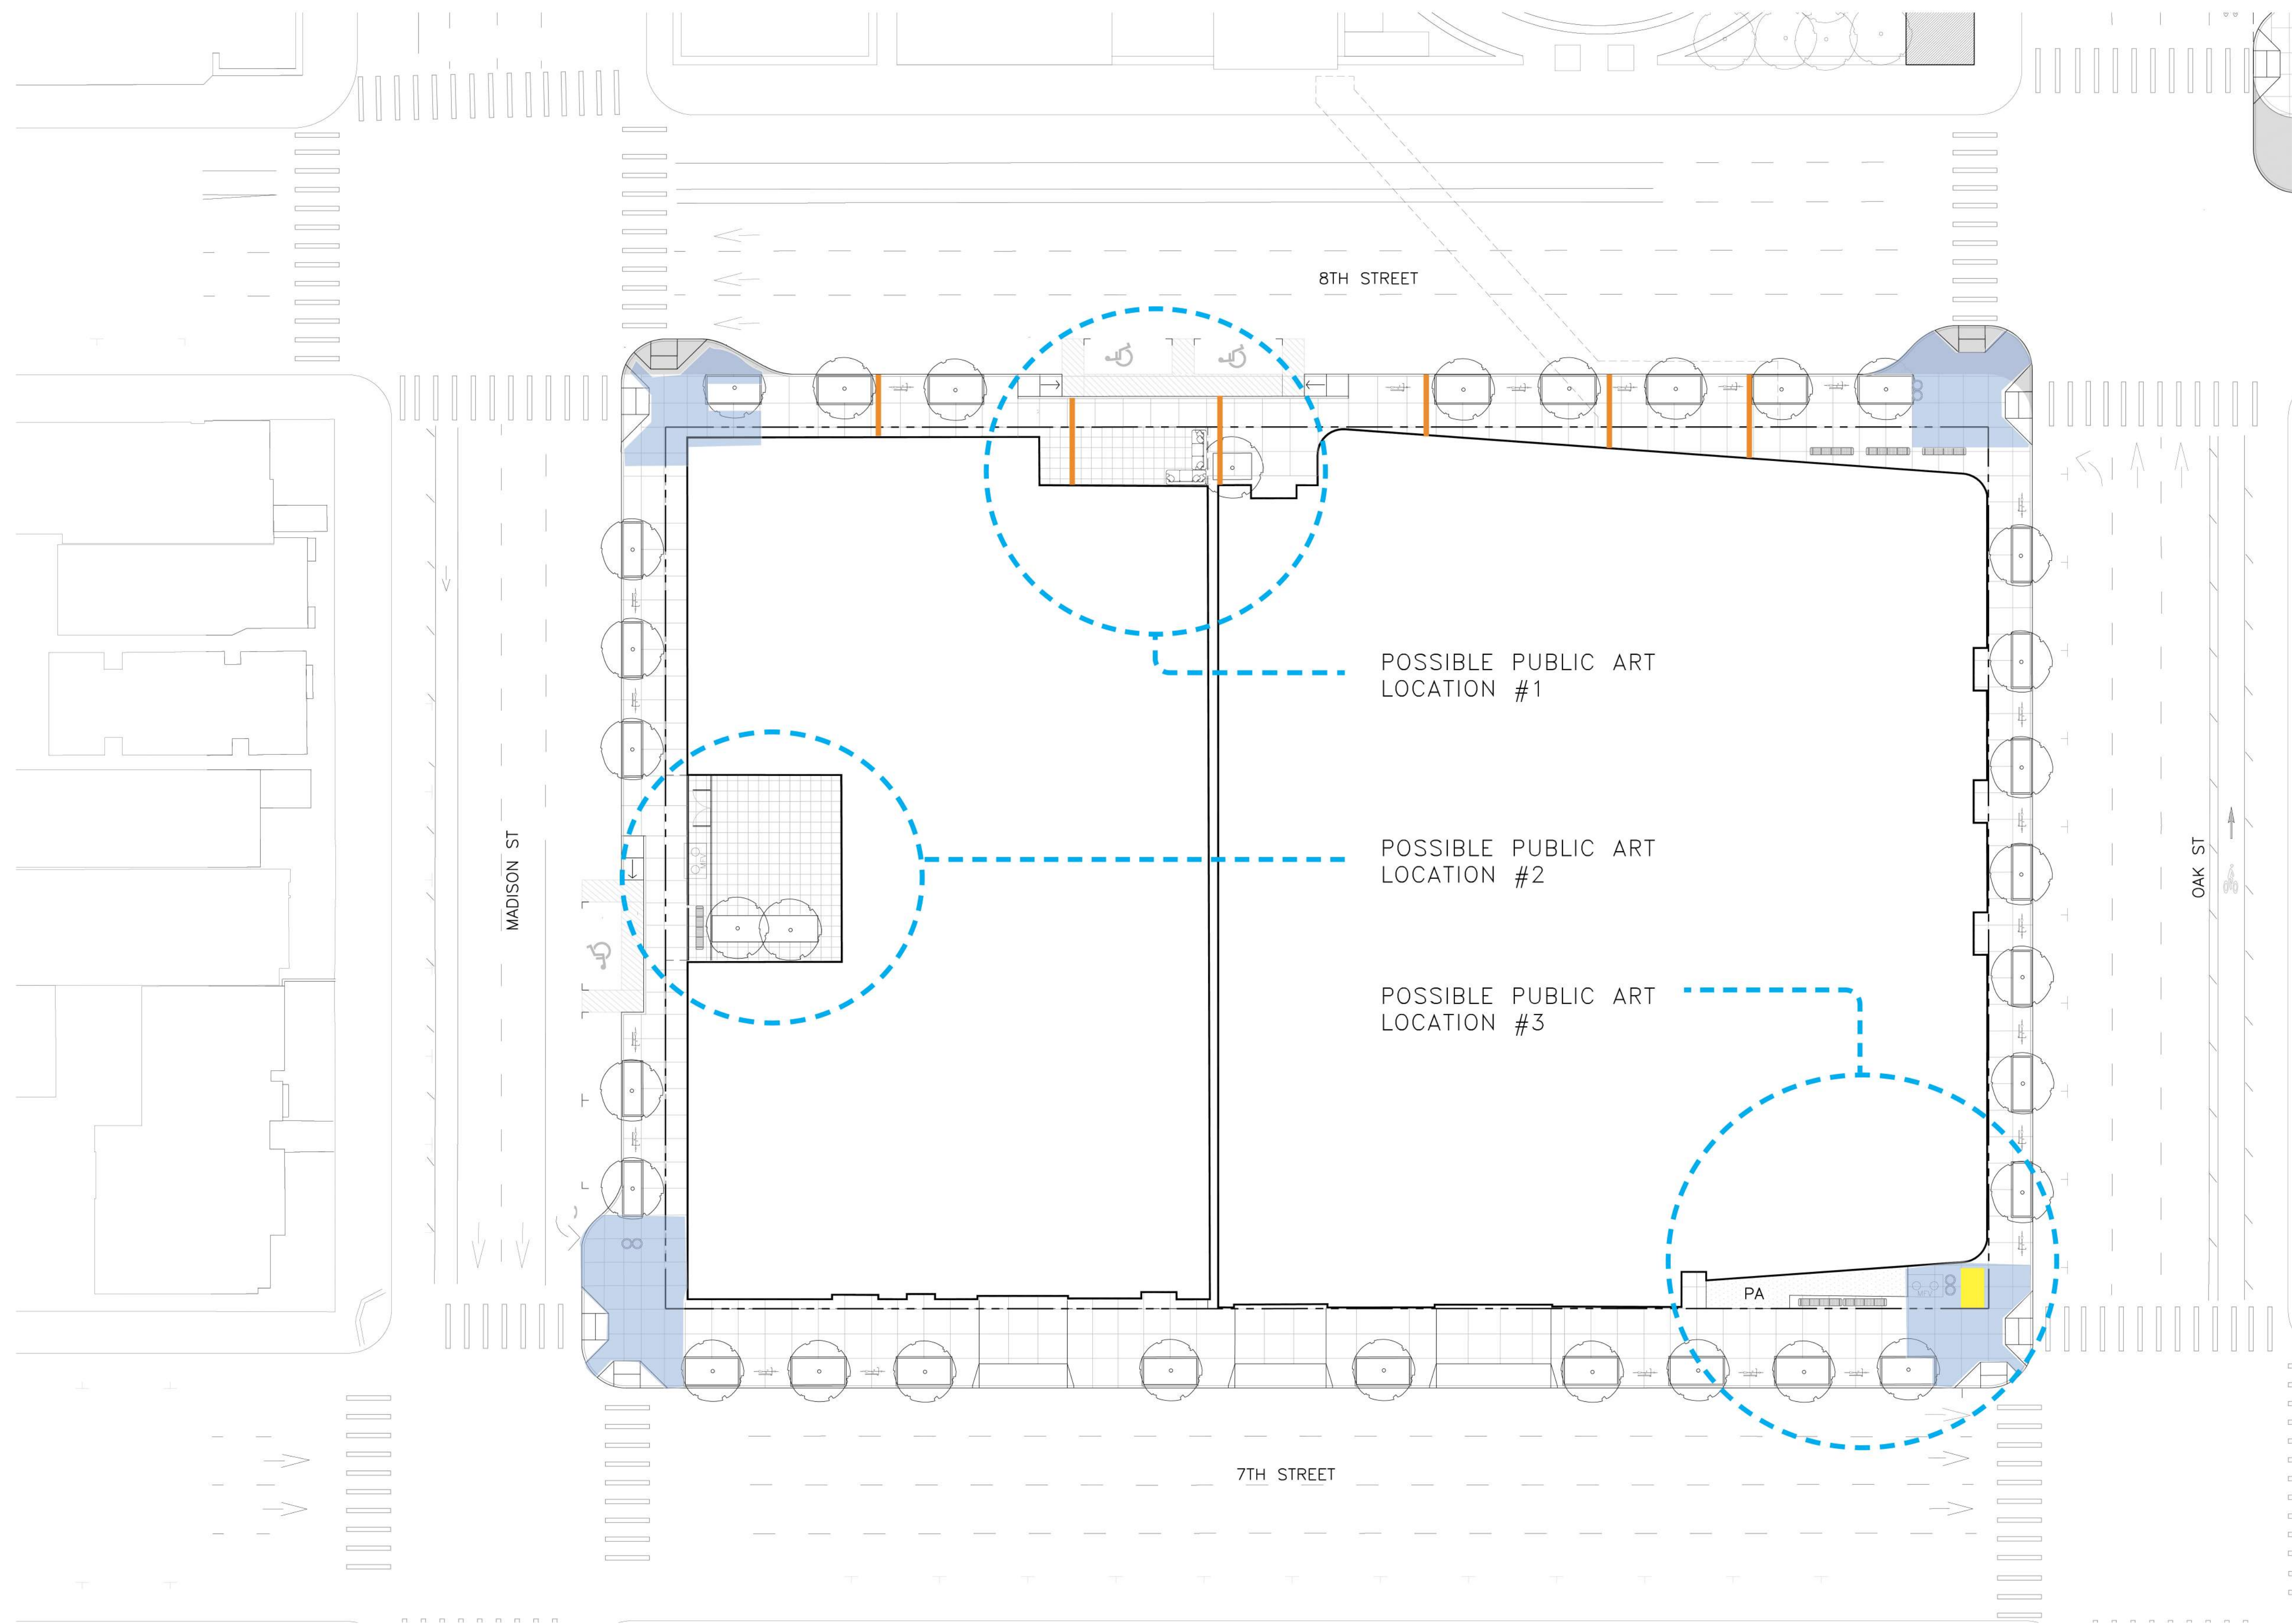 8TH STREET
POSSIBLE PUBLIC ART
LOCATION #1
POSSIBLE PUBLIC ART
LOCATION #2
MADISON ST
OAK ST
POSSIBLE PUBLIC ART
LOCATION #3
PA
7TH STREET